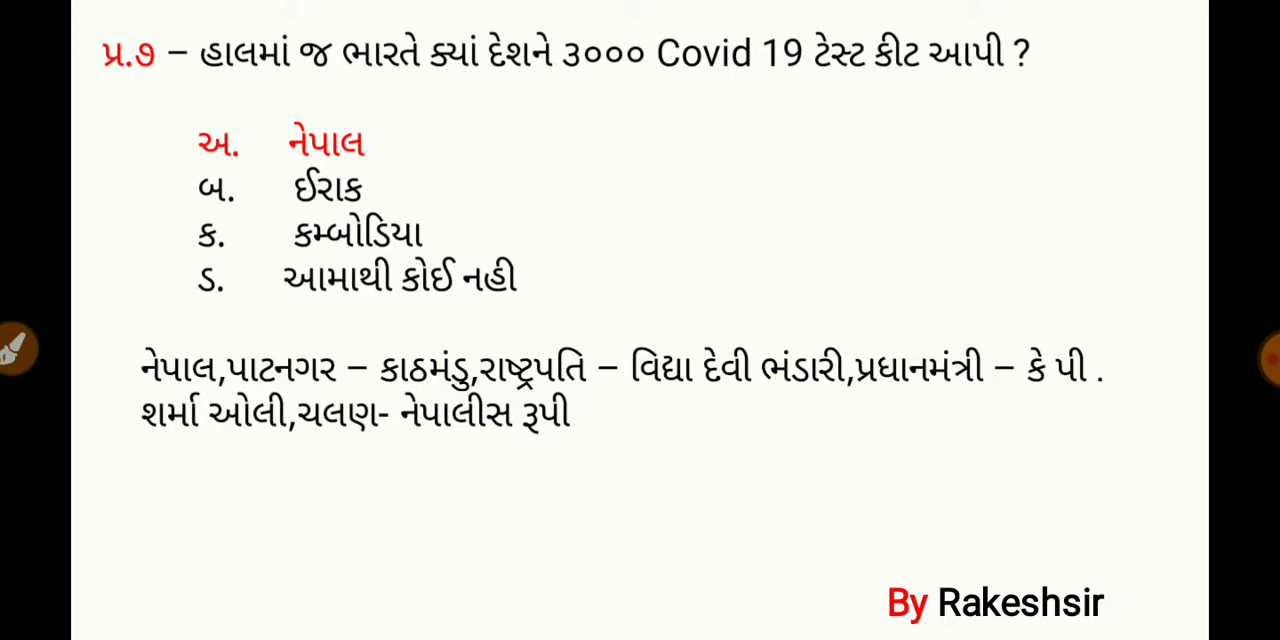 પ્ર.૭ – હાલમાં જ ભારતે ક્યાં દેશને ૩૦૦૦ Covid 19 ટેસ્ટ કીટ આપી ?
અ. નેપાલ
બ. ઈરાક
ક. કમ્બોડિયા
ડ. આમાથી કોઈ નહી
નેપાલ,પાટનગર – કાઠમંડુ,રાષ્ટ્રપતિ – વિદ્યા દેવી ભંડારી,પ્રધાનમંત્રી – કે પી .
શર્મા ઓલી,ચલણ- નેપાલીસ રૂપી
By Rakeshsir